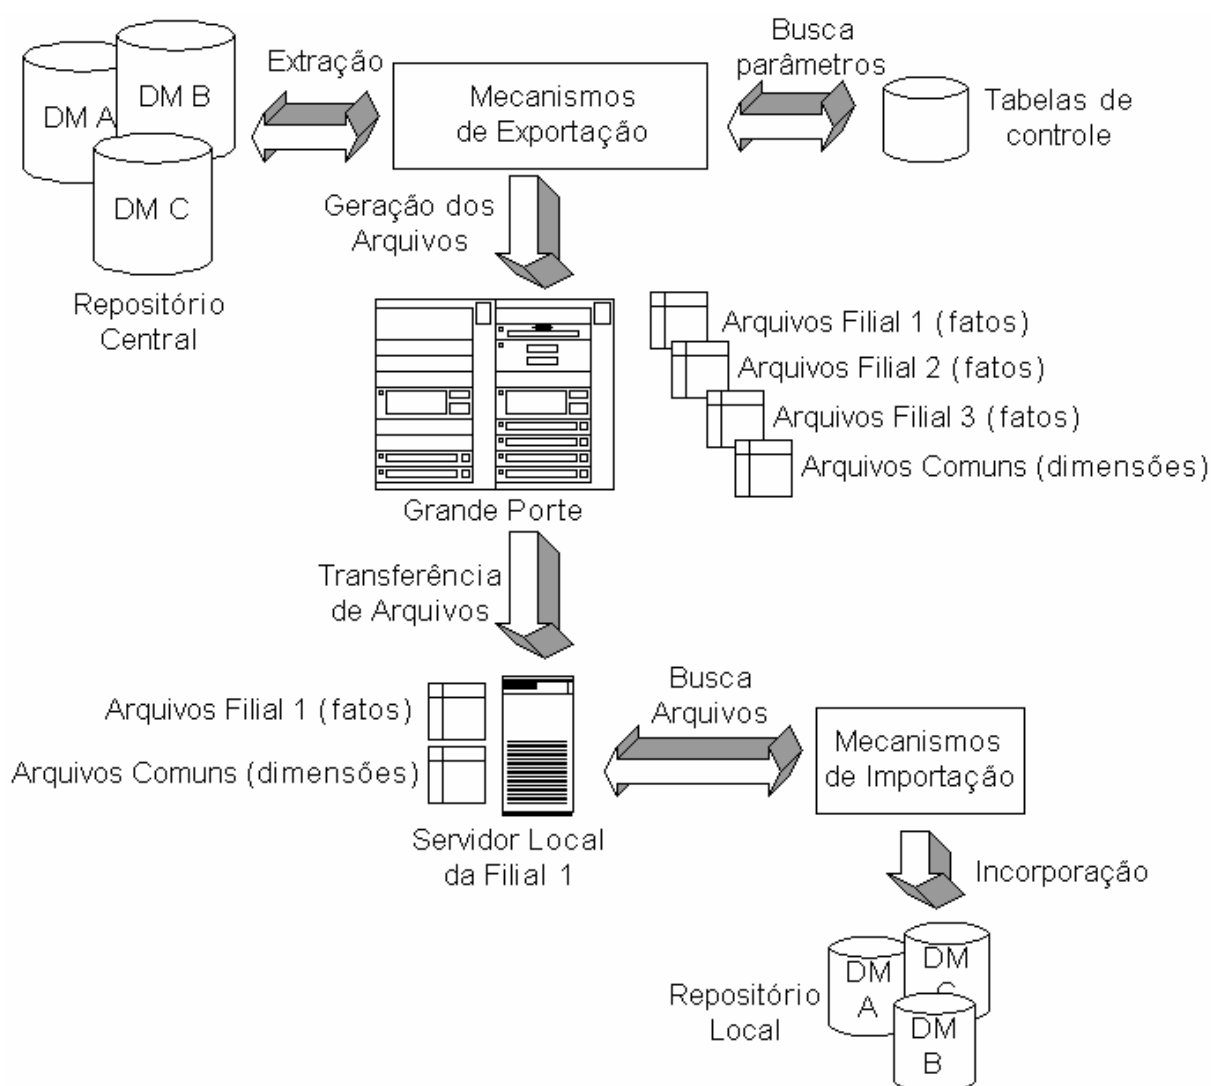 Busca
parâmetros
Extração
DM A
DM B
DM C
Mecanismos
de Exportação
Tabelas de
controle
Geração dos
Arquivos
Repositório
Central
Arquivos Filial 1 (fatos)
Arquivos Filial 2 (fatos)
Arquivos Filial 3 (fatos)
Arquivos Comuns (dimensões)
Grande Porte
Transferência
de Arquivos
Arquivos Filial 1 (fatos)
Arquivos Comuns (dimensões)
Servidor Local
da Filial 1
Busca
Arquivos
Mecanismos
de Importação
Incorporação
Repositório
Local
DM
A
DM
C
DM
B